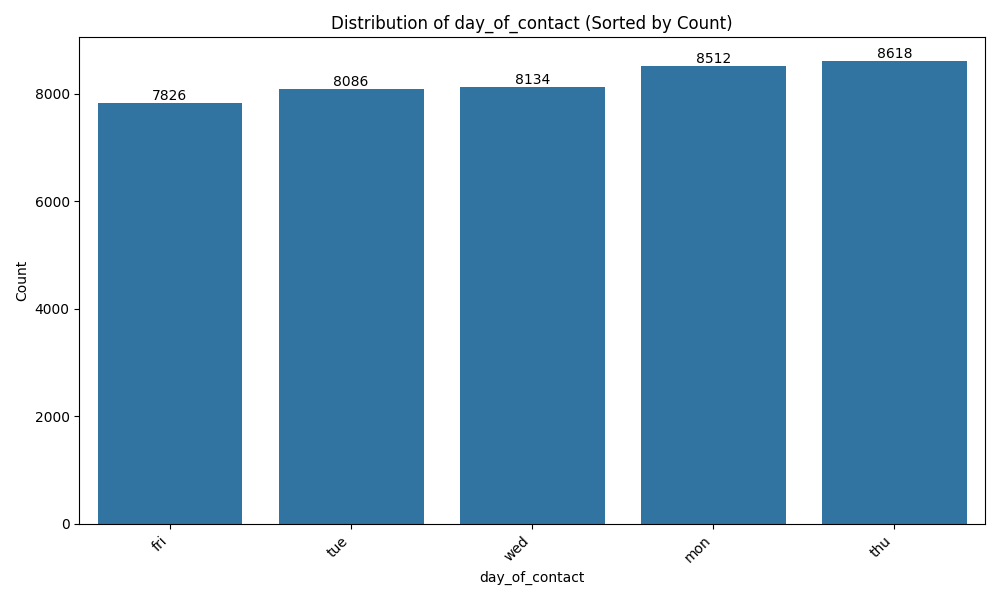 Distribution of day_of_contact (Sorted by Count)
Count
8000
6000
4000
2000
0
7826
8086
8134
8512
8618
fri
tue
wed
mon
thu
day_of_contact